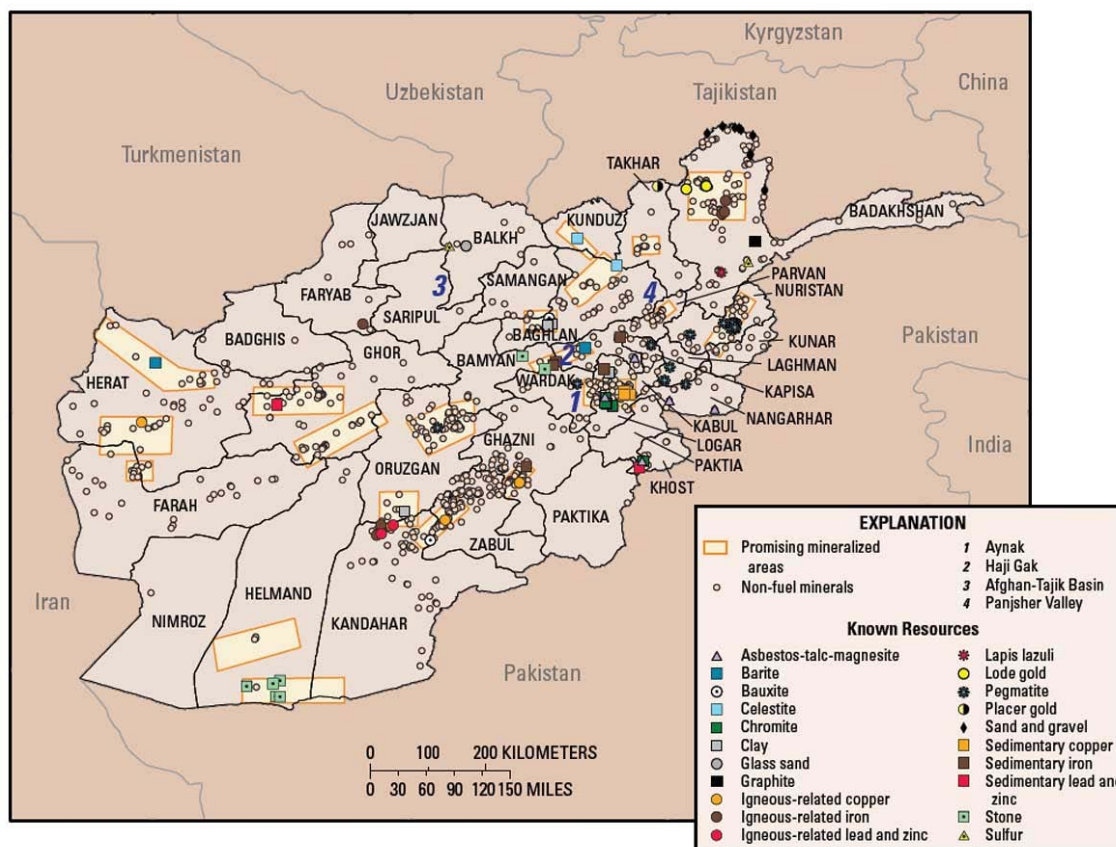 Kyrgyzstan
China
Uzbekistan
Tajikistan
Turkmenistan
TAKHAR
BADAKHSHAN
JAWZJAN
KUNDUZ
BALKH
PARVAN
NURISTAN
SAMANGAN
3
4
FARYAB
SARIPUL
Pakistan
BADGHIS
BAGHLAN
KUNAR
GHOR
BAMYAN
2
LAGHMAN
HERAT
WARDAK
KAPISA
1
NANGARHAR
KABUL
GHAZNI
LOGAR
India
ORUZGAN
PAKTIA
KHOST
FARAH
PAKTIKA
ZABUL
Iran
HELMAND
NIMROZ
KANDAHAR
Pakistan
0 100 200 KILOMETERS
0 30 60 90 120 150 MILES
EXPLANATION
Promising mineralized
areas
Non-fuel minerals
1 Aynak
2 Haji Gak
3 Afghan-Tajik Basin
4 Panjsher Valley
Known Resources
Asbestos-talc-magnesite
Barite
Bauxite
Celestite
Chromite
Clay
Glass sand
Graphite
Igneous-related copper
Igneous-related iron
Igneous-related lead and zinc
Lapis lazuli
Lode gold
Pegmatite
Placer gold
Sand and gravel
Sedimentary copper
Sedimentary iron
Sedimentary lead and
zinc
Stone
Sulfur